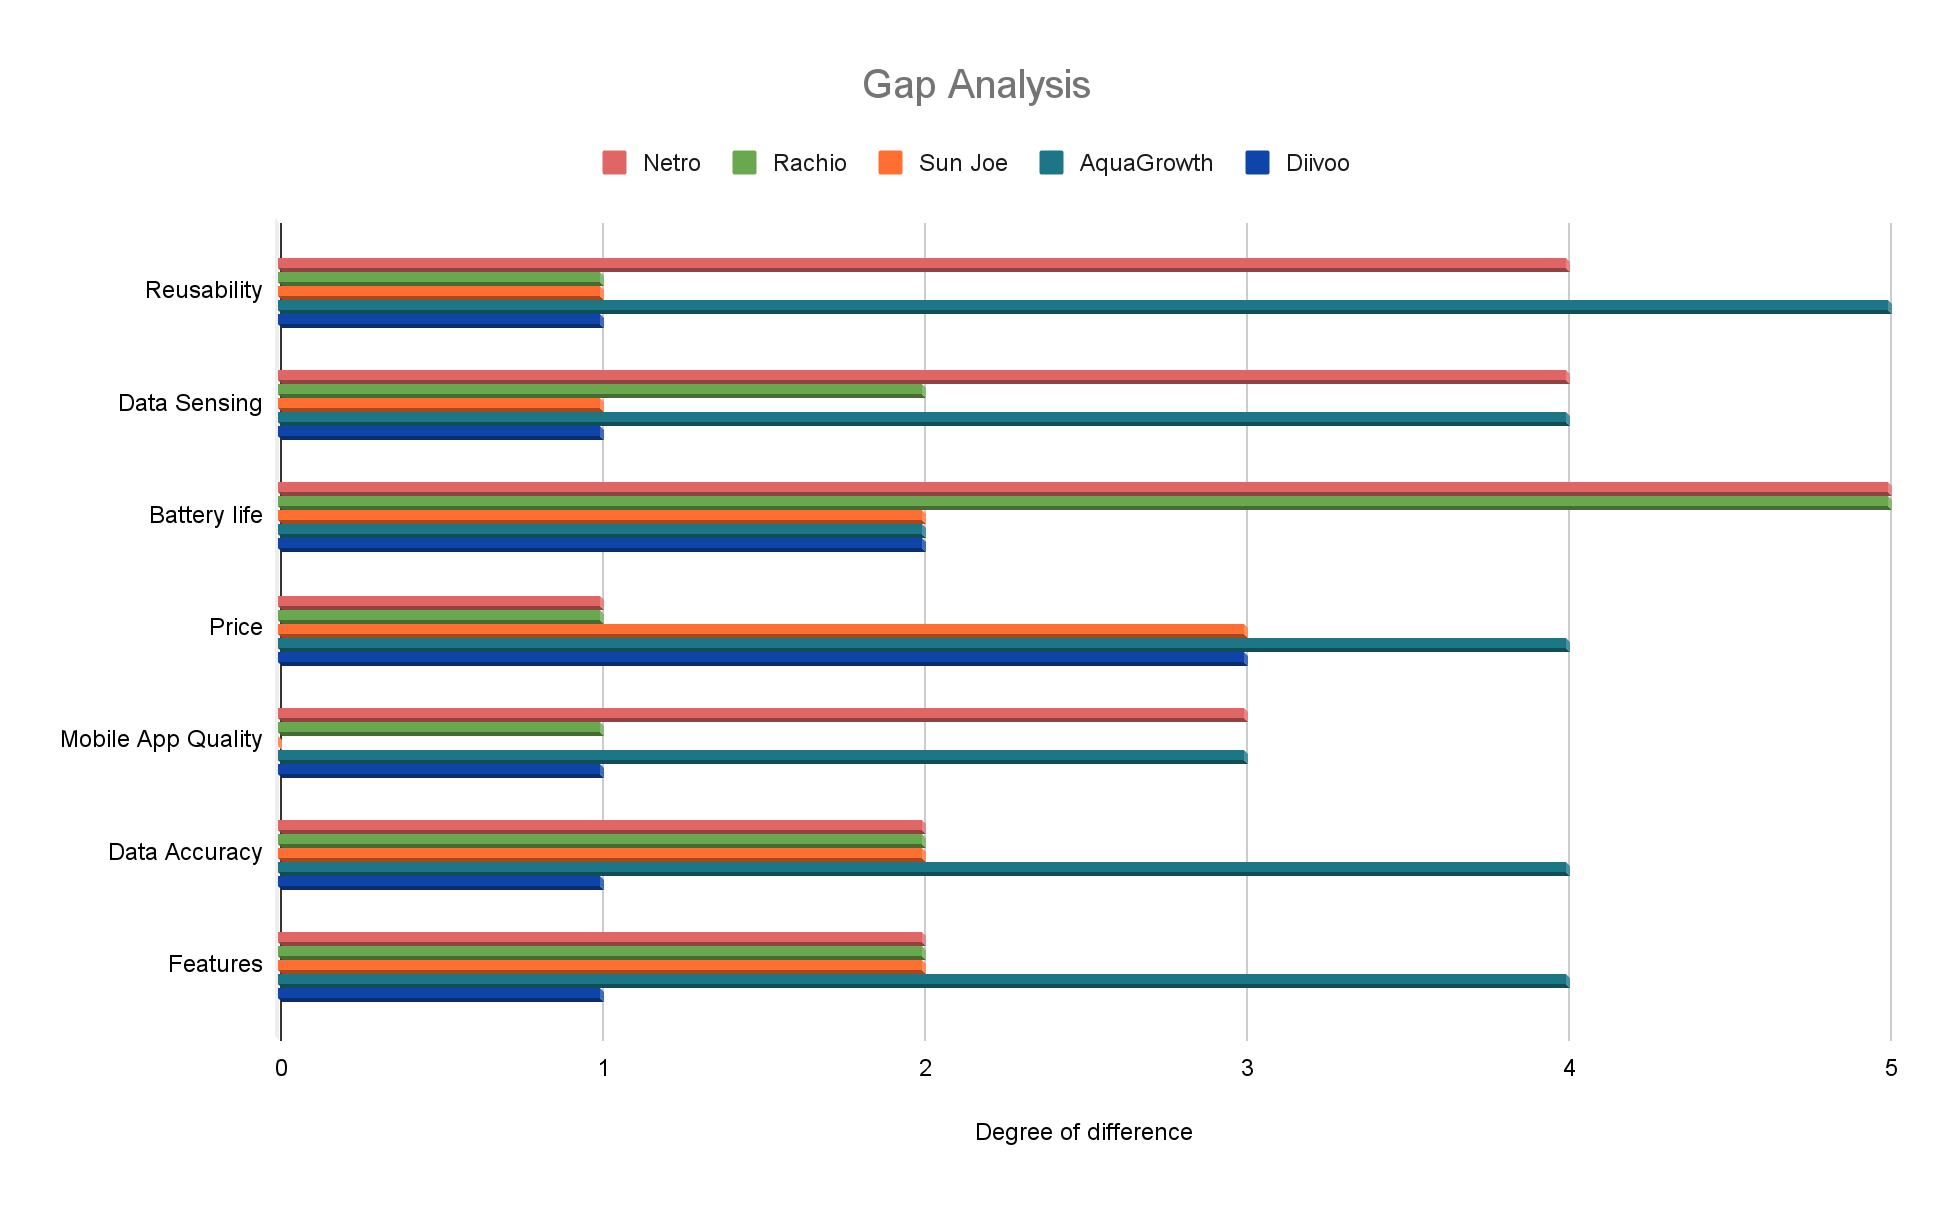 Gap Analysis
Netro Rachio Sun Joe AquaGrowth Diivoo
Reusability
Data Sensing
Battery life
Price
Mobile App Quality
Data Accuracy
Features
0 1 2 3 4 5
Degree of difference